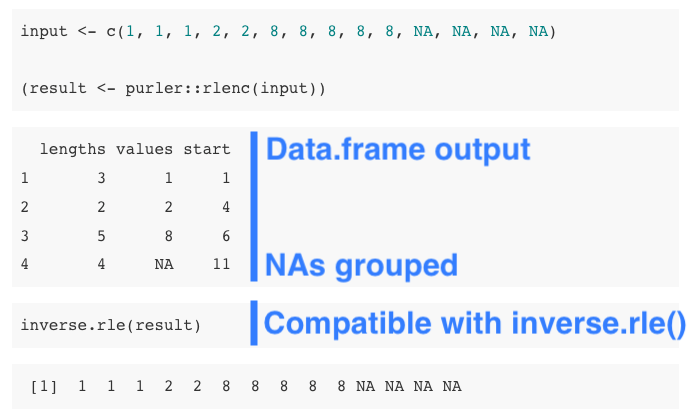 input <- c(1, 1, 1, 2, 2, 8, 8, 8, 8, 8, NA, NA, NA, NA)
(result <- purler::rlenc(input))
lengths values start
1 3 1 1
2 2 2 4
3 5 8 6
4 4 NA 11
Data.frame output
NAs grouped
inverse.rle(result)
Compatible with inverse.rle()
[1] 1 1 1 2 2 8 8 8 8 8 NA NA NA NA